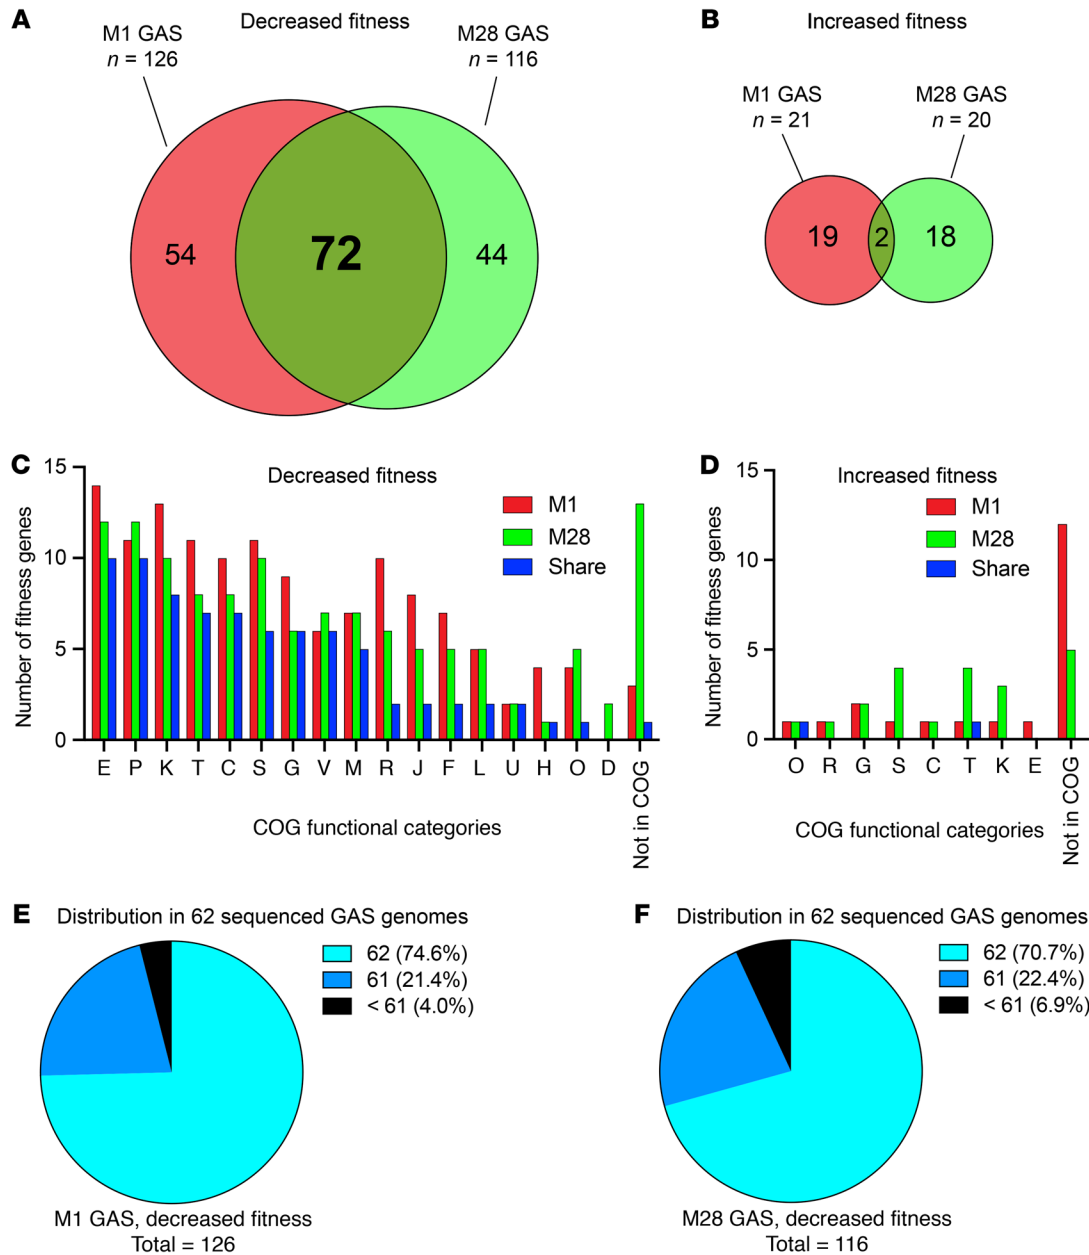 A
Decreased fitness
M1 GAS
n = 126
M28 GAS
n = 116
54
72
44
B
Increased fitness
M1 GAS
n = 21
M28 GAS
n = 20
19
2
18
C
Decreased fitness
Number of fitness genes
15
10
5
0
M1
M28
Share
E P K T C S G V M R J F L U H O D Not in COG
COG functional categories
D
Increased fitness
Number of fitness genes
15
10
5
0
M1
M28
Share
O R G S C T K E Not in COG
COG functional categories
E
Distribution in 62 sequenced GAS genomes
62 (74.6%)
61 (21.4%)
< 61 (4.0%)
M1 GAS, decreased fitness
Total = 126
F
Distribution in 62 sequenced GAS genomes
62 (70.7%)
61 (22.4%)
< 61 (6.9%)
M28 GAS, decreased fitness
Total = 116